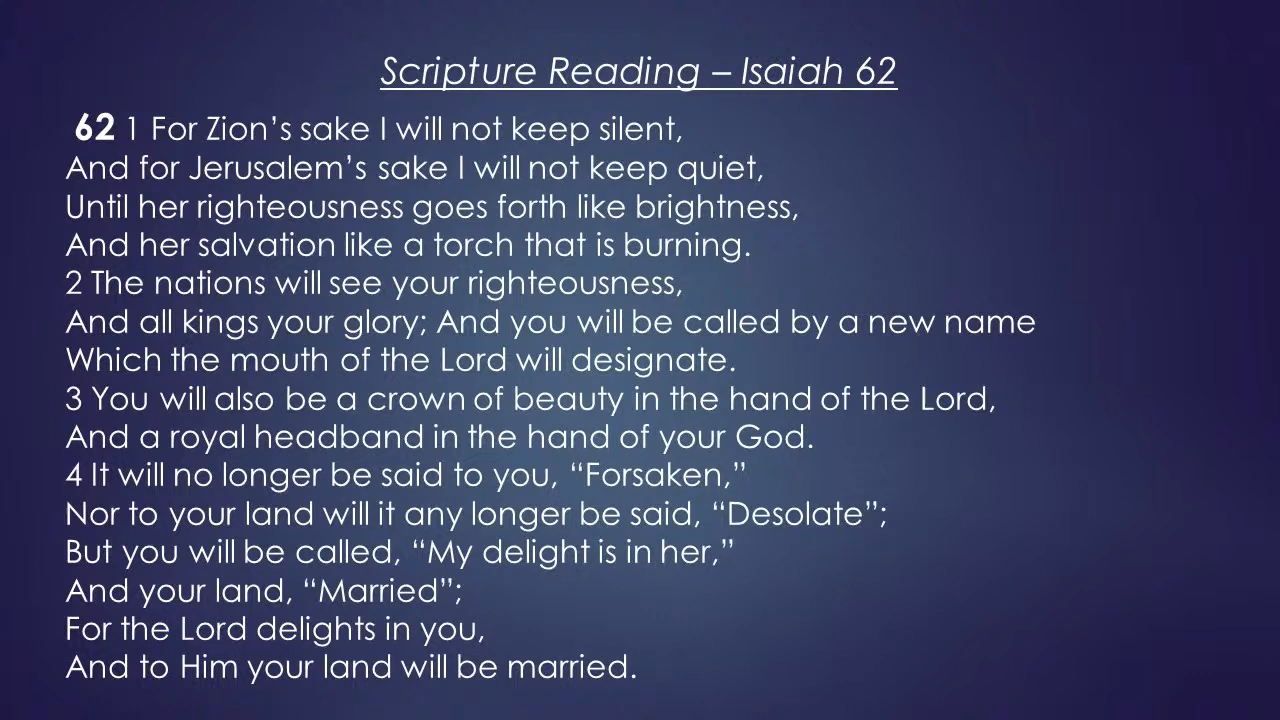 Scripture Reading – Isaiah 62
62 1 For Zion’s sake I will not keep silent,
And for Jerusalem’s sake I will not keep quiet,
Until her righteousness goes forth like brightness,
And her salvation like a torch that is burning.
2 The nations will see your righteousness,
And all kings your glory; And you will be called by a new name
Which the mouth of the Lord will designate.
3 You will also be a crown of beauty in the hand of the Lord,
And a royal headband in the hand of your God.
4 It will no longer be said to you, “Forsaken,”
Nor to your land will it any longer be said, “Desolate”;
But you will be called, “My delight is in her,”
And your land, “Married”;
For the Lord delights in you,
And to Him your land will be married.